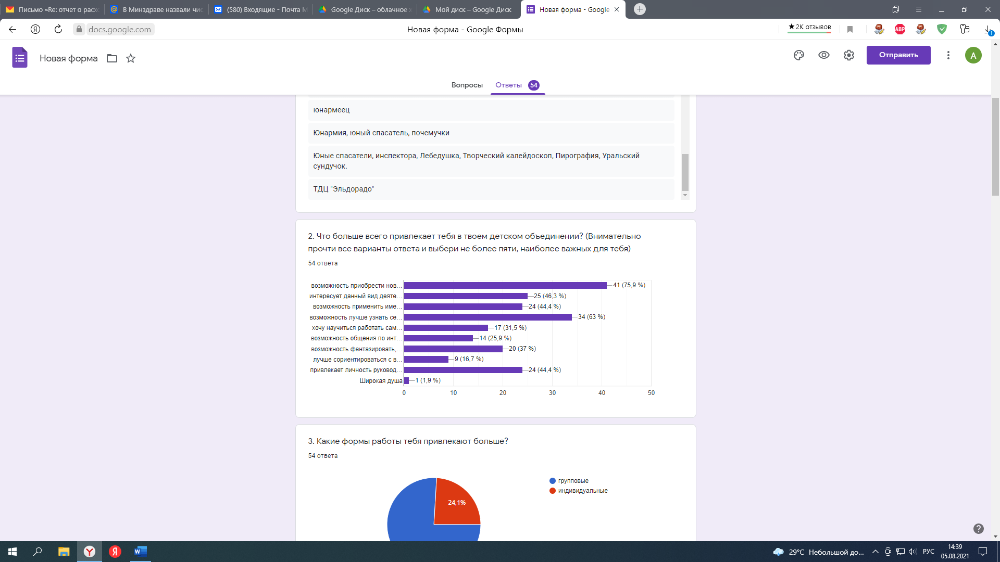 Письмо «Re: отчет о расхо
В Минздраве назвали чис
(580) Входящие - Почта M
Google Диск – облачное х
Мой диск – Google Диск
Новая форма - Google
docs.google.com
Новая форма - Google Формы
★ 2K отзывов
ABP
1
Новая форма
Отправить
A
Вопросы
Ответы
54
юнармеец
Юнармия, юный спасатель, почемучки
Юные спасатели, инспектора, Лебедушка, Творческий калейдоскоп, Пирография, Уральский
сундучок.
ТДЦ "Эльдорадо"
2. Что больше всего привлекает тебя в твоем детском объединении? (Внимательно
прочти все варианты ответа и выбери не более пяти, наиболее важных для тебя)
54 ответа
возможность приобрести нов... 41 (75,9 %)
интересует данный вид деяте... 25 (46,3 %)
возможность применить име... 24 (44,4 %)
возможность лучше узнать се... 34 (63 %)
хочу научиться работать сам... 17 (31,5 %)
возможность общения по инт... 14 (25,9 %)
возможность фантазировать,... 20 (37 %)
лучше сориентироваться с в... 9 (16,7 %)
привлекает личность руковод... 24 (44,4 %)
Широкая душа 1 (1,9 %)
0 10 20 30 40 50
3. Какие формы работы тебя привлекают больше?
54 ответа
групповые
индивидуальные
24,1%
29°C Небольшой до...
РУС
14:39
05.08.2021